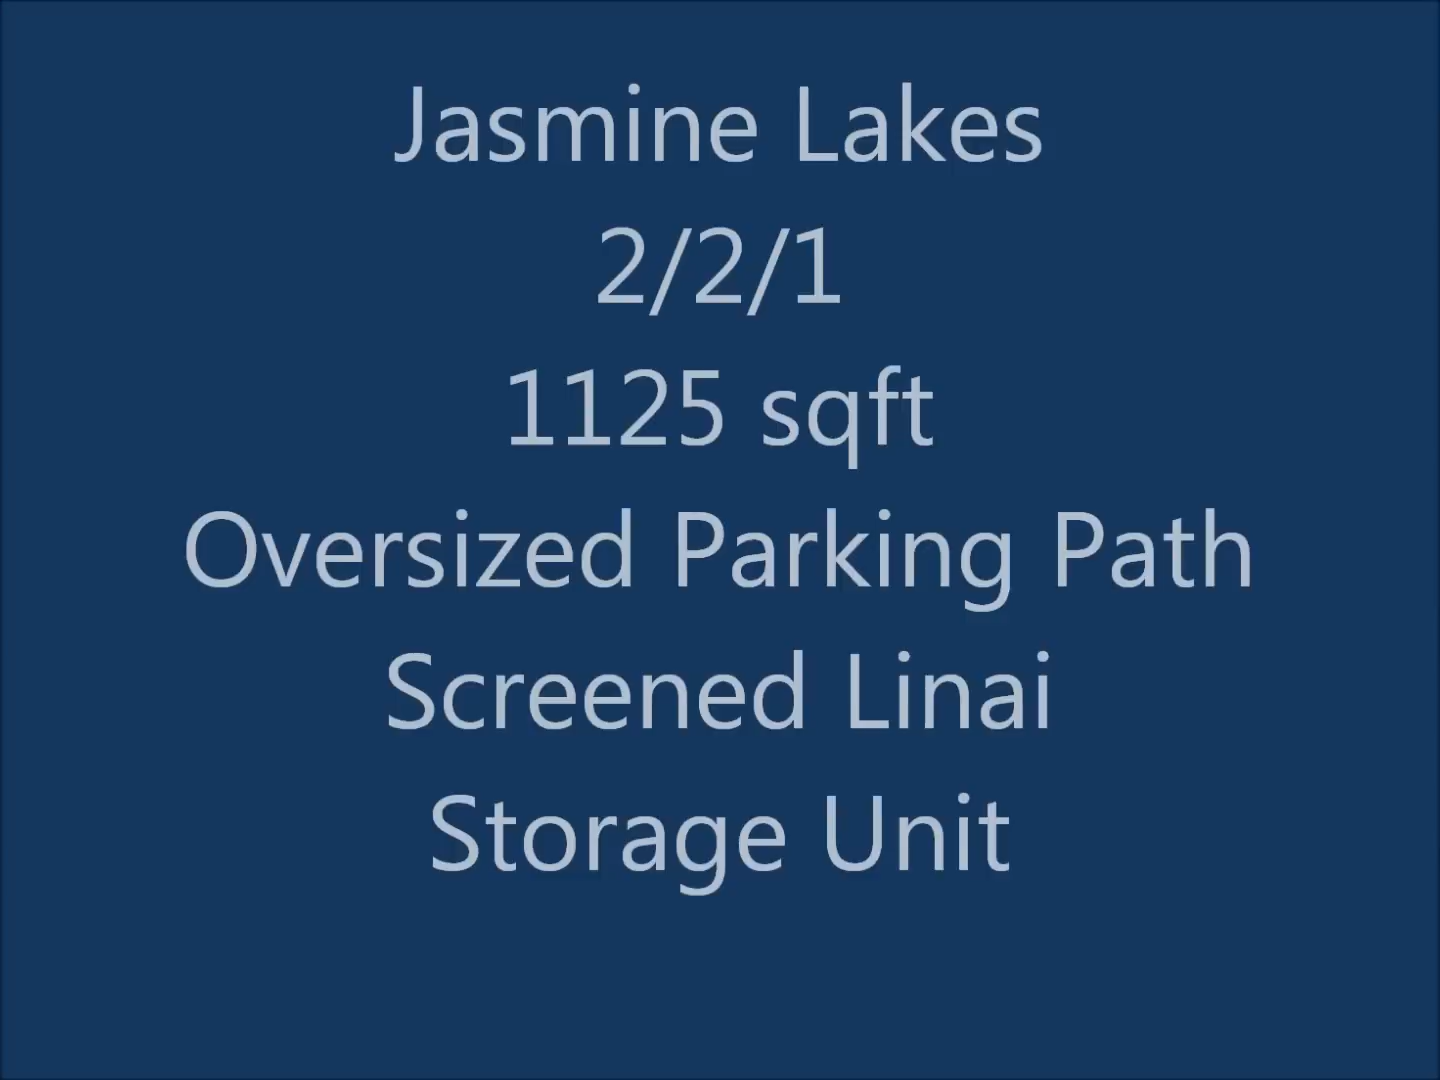 Jasmine Lakes
2/2/1
1125 sqft
Oversized Parking Path
Screened Linai
Storage Unit